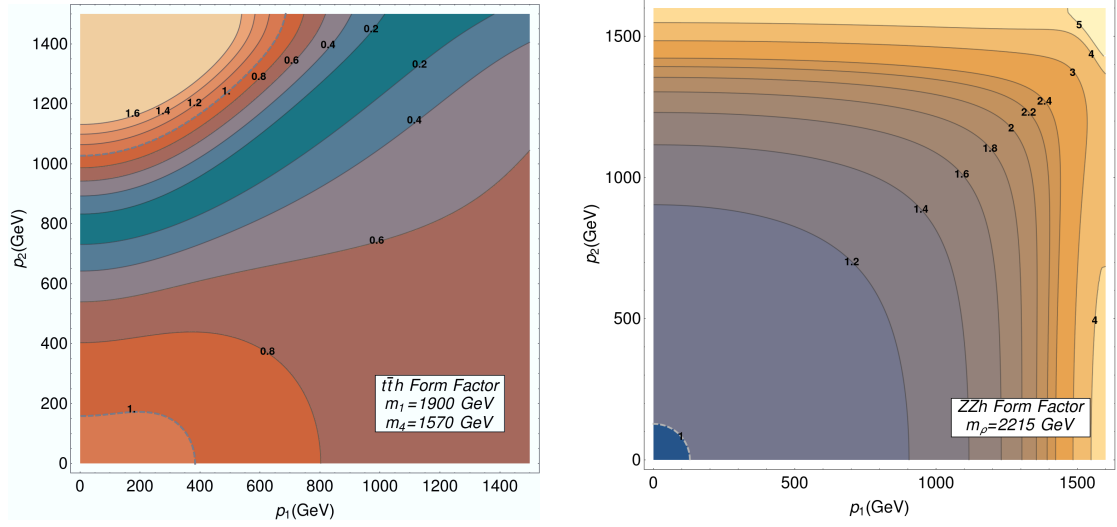 1400
1200
1000
800
600
400
200
0
p2(GeV)
0 200 400 600 800 1000 1200 1400
p1(GeV)
1.6 1.4 1.2 1. 0.8 0.6 0.4 0.2
0.2
0.4
0.6
0.8
1.
tt̄h Form Factor
m1=1900 GeV
m4=1570 GeV
1500
1000
500
0
p2(GeV)
0 500 1000 1500
p1(GeV)
5
4
3
2.4
2.2
2
1.8
1.6
1.4
1.2
4
1
ZZh Form Factor
mρ=2215 GeV